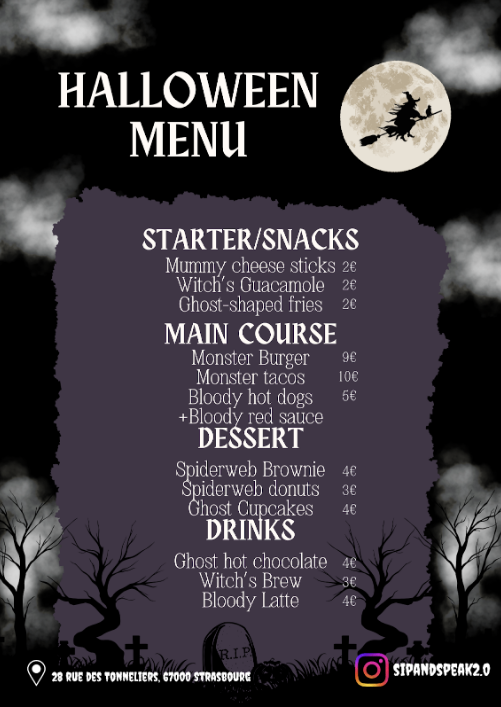 HALLOWEEN
MENU
STARTER/SNACKS
Mummy cheese sticks 2€
Witch's Guacamole 2€
Ghost-shaped fries 2€
MAIN COURSE
Monster Burger 9€
Monster tacos 10€
Bloody hot dogs 5€
+Bloody red sauce
DESSERT
Spiderweb Brownie 4€
Spiderweb donuts 3€
Ghost Cupcakes 4€
DRINKS
Ghost hot chocolate 4€
Witch's Brew 3€
Bloody Latte 4€
R.I.P
28 RUE DES TONNELIERS, 67000 STRASBOURG
SIPANDSPEAK2.0